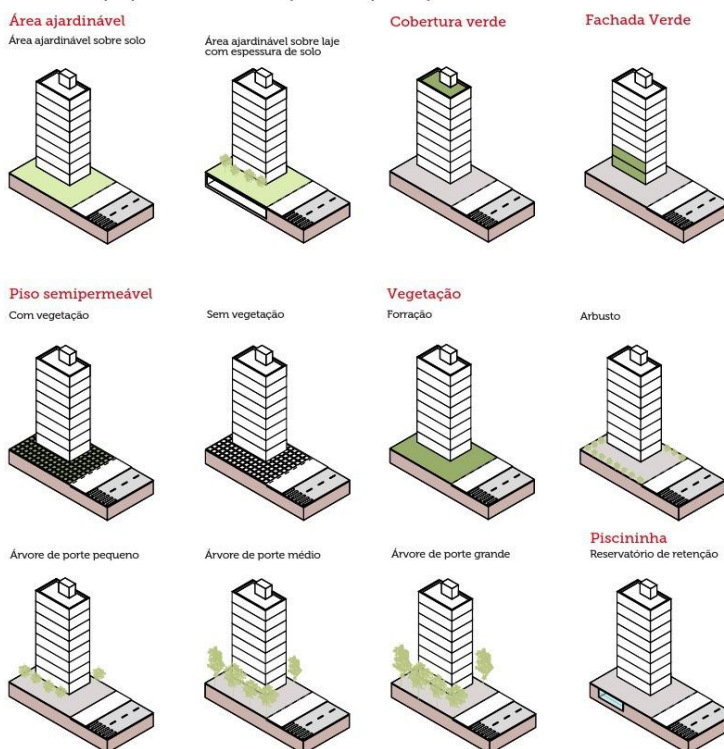 Área ajardinável
Área ajardinável sobre solo
Área ajardinável sobre laje
com espessura de solo
Cobertura verde
Fachada Verde
Piso semipermeável
Com vegetação
Sem vegetação
Vegetação
Forração
Arbusto
Árvore de porte pequeno
Árvore de porte médio
Árvore de porte grande
Piscininha
Reservatório de retenção